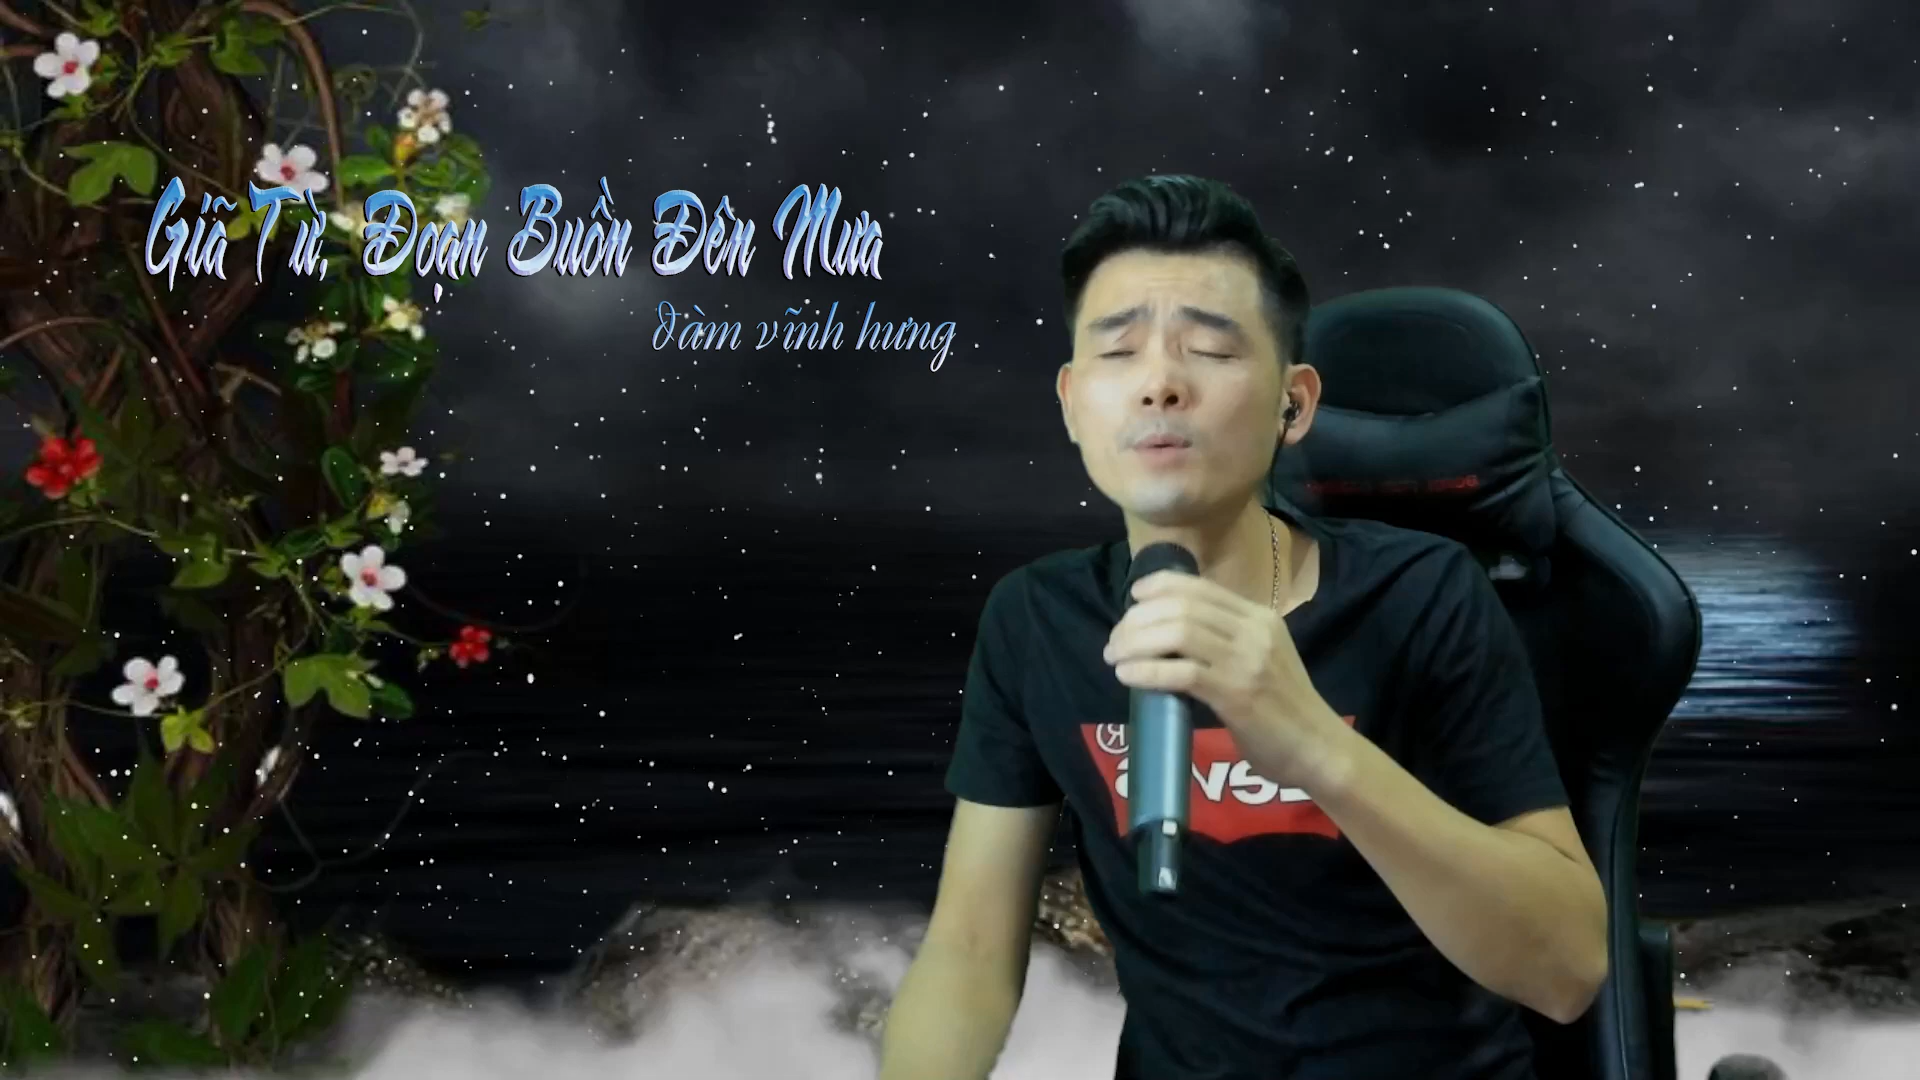 Giã Từ, Đoạn Buồn Đêm Mưa
đàm vĩnh hưng